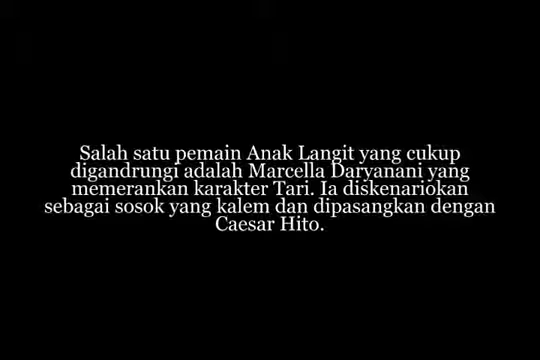 Salah satu pemain Anak Langit yang cukup
digandrungi adalah Marcella Daryanani yang
memerankan karakter Tari. Ia diskenariokan
sebagai sosok yang kalem dan dipasangkan dengan
Caesar Hito.